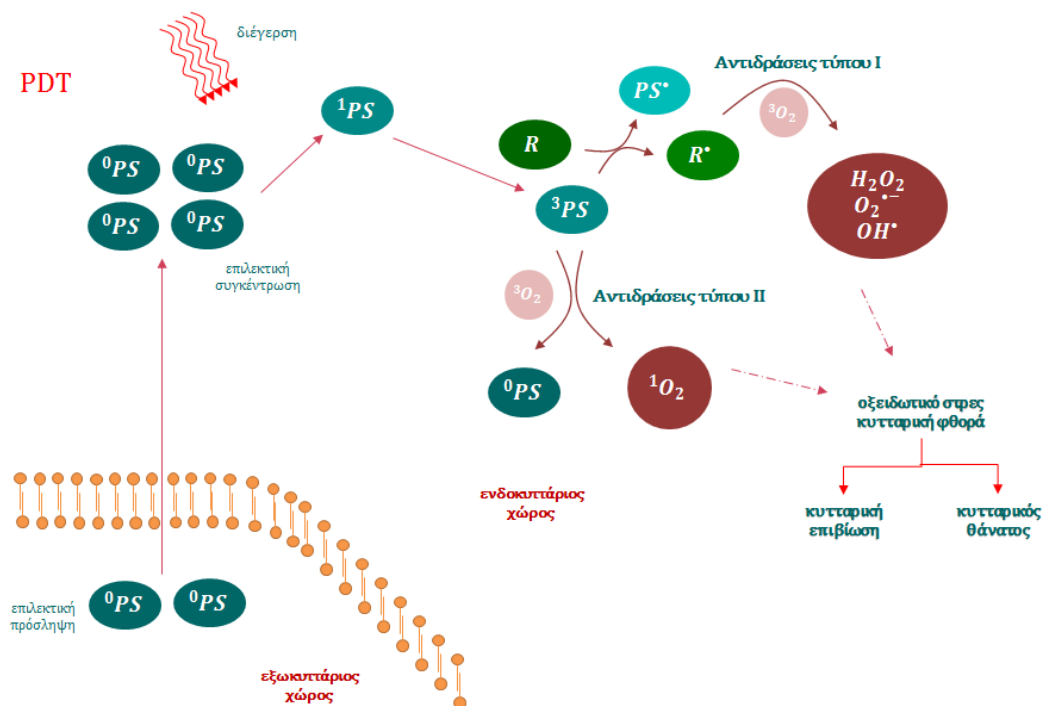 διέγερση
PDT
Αντιδράσεις τύπου I
¹PS
PS•
³O₂
R
R•
⁰PS
⁰PS
⁰PS
⁰PS
³PS
H₂O₂
O₂•⁻
OH•
επιλεκτική
συγκέντρωση
³O₂
Αντιδράσεις τύπου II
⁰PS
¹O₂
οξειδωτικό στρες
κυτταρική φθορά
ενδοκυττάριος
χώρος
κυτταρική
επιβίωση
κυτταρικός
θάνατος
επιλεκτική
πρόσληψη
⁰PS
⁰PS
εξωκυττάριος
χώρος